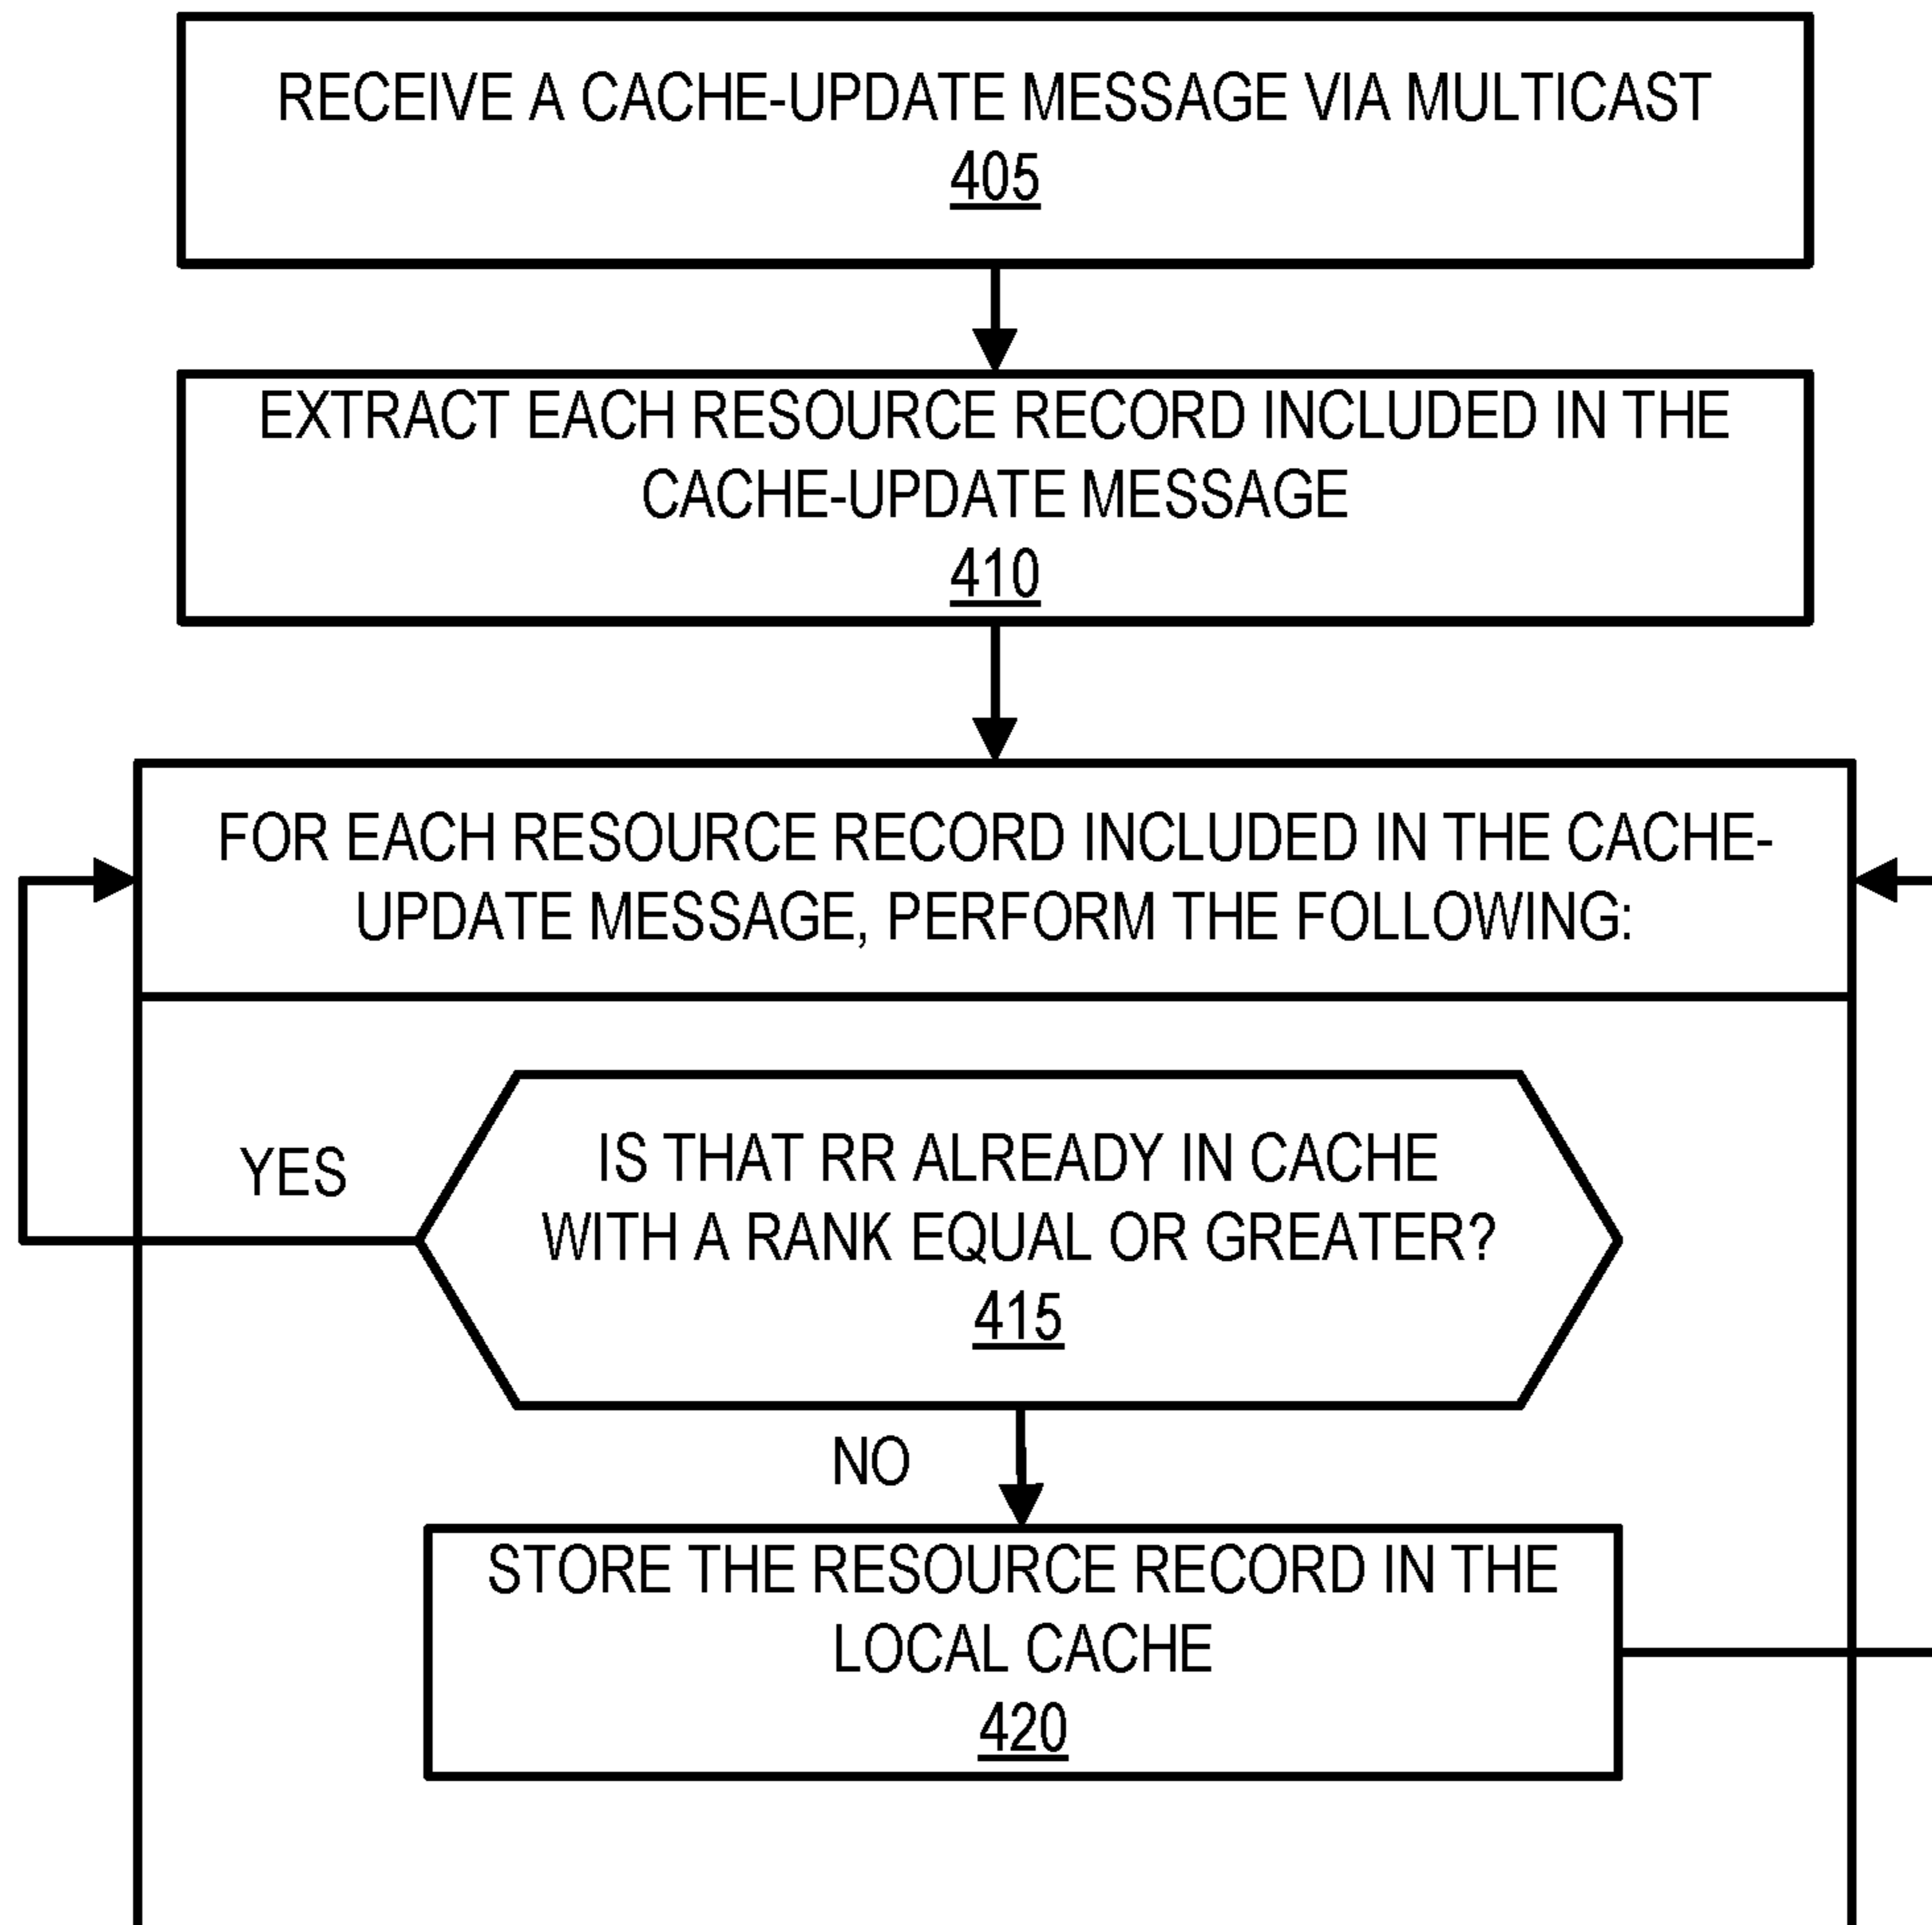 RECEIVE A CACHE-UPDATE MESSAGE VIA MULTICAST
405
EXTRACT EACH RESOURCE RECORD INCLUDED IN THE
CACHE-UPDATE MESSAGE
410
FOR EACH RESOURCE RECORD INCLUDED IN THE CACHE-
UPDATE MESSAGE, PERFORM THE FOLLOWING:
YES
IS THAT RR ALREADY IN CACHE
WITH A RANK EQUAL OR GREATER?
415
NO
STORE THE RESOURCE RECORD IN THE
LOCAL CACHE
420